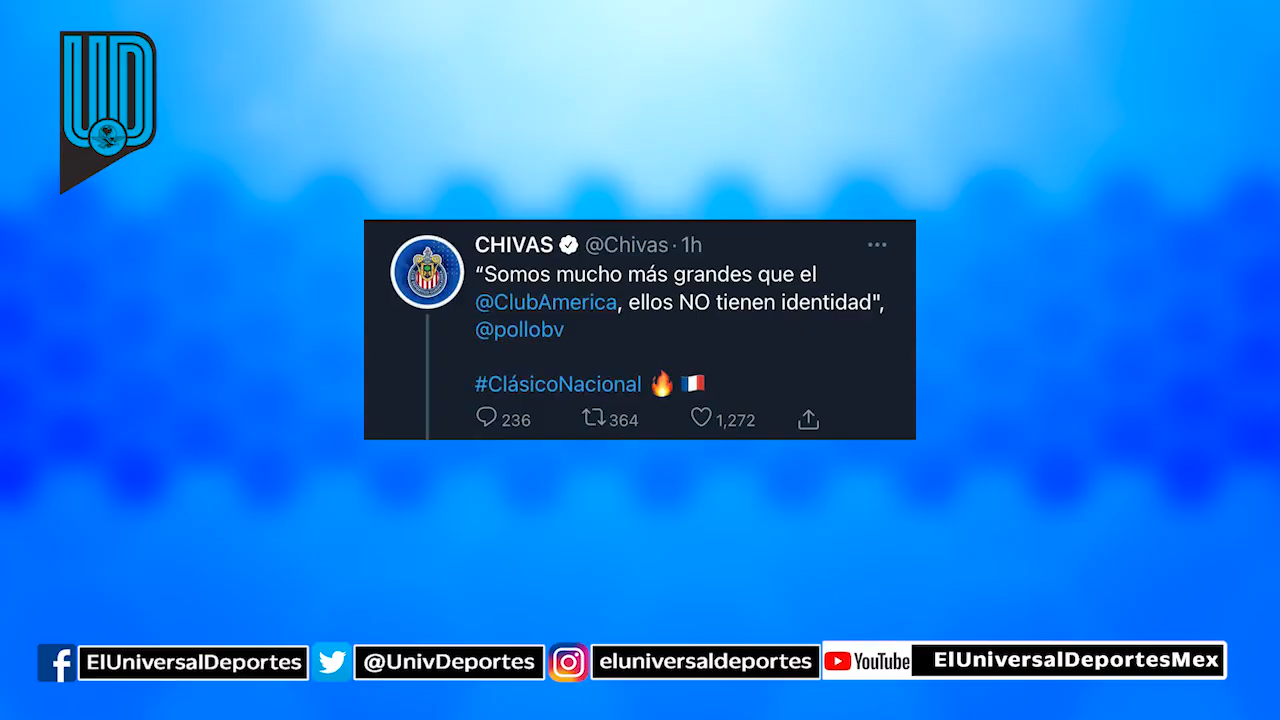 UD
CHIVAS @Chivas · 1h
“Somos mucho más grandes que el
@ClubAmerica, ellos NO tienen identidad",
@pollobv
#ClásicoNacional 🔥 🇫🇷
236 364 1,272
ElUniversalDeportes @UnivDeportes eluniversaldeportes YouTube ElUniversalDeportesMex